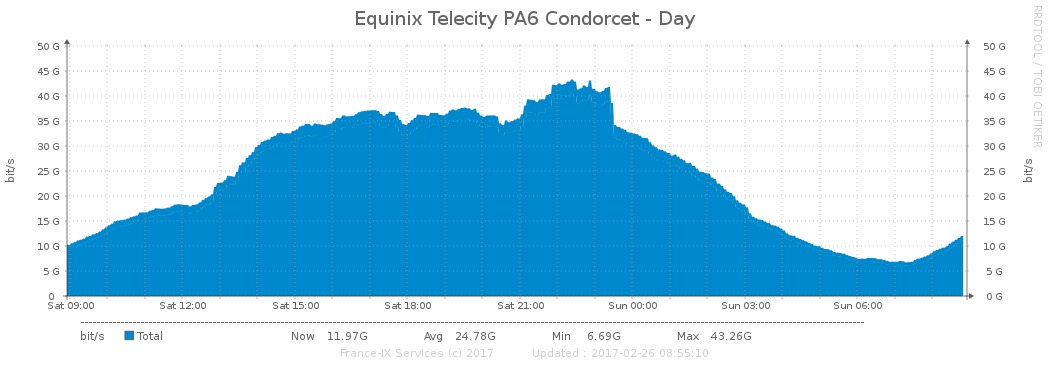 Equinix Telecity PA6 Condorcet - Day
RRDTOOL / TOBI OETIKER
bit/s
50 G 50 G
45 G 45 G
40 G 40 G
35 G 35 G
30 G 30 G
25 G 25 G
20 G 20 G
15 G 15 G
10 G 10 G
5 G 5 G
0 0 G
bit/s
Sat 09:00 Sat 12:00 Sat 15:00 Sat 18:00 Sat 21:00 Sun 00:00 Sun 03:00 Sun 06:00
bit/s Total Now 11.97G Avg 24.78G Min 6.69G Max 43.26G
France-IX Services (c) 2017 Updated : 2017-02-26 08:55:10